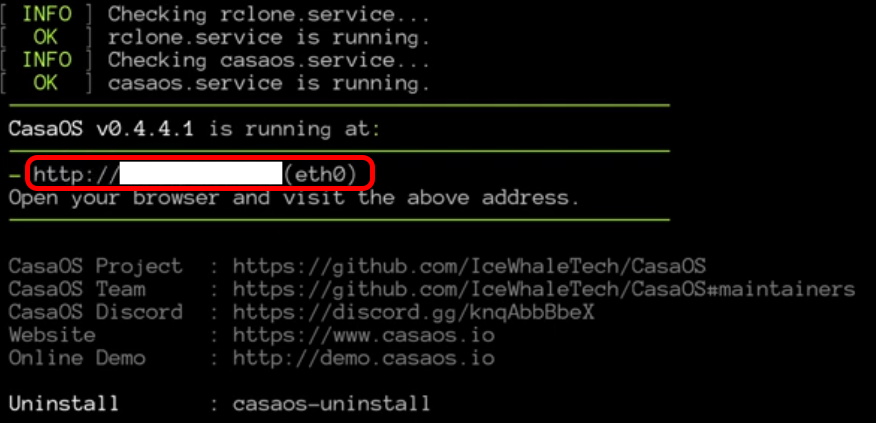 [ INFO ] Checking rclone.service...
[ OK ] rclone.service is running.
[ INFO ] Checking casaos.service...
[ OK ] casaos.service is running.
CasaOS v0.4.4.1 is running at:
- http:// (eth0)
Open your browser and visit the above address.
CasaOS Project : https://github.com/IceWhaleTech/CasaOS
CasaOS Team : https://github.com/IceWhaleTech/CasaOS#maintainers
CasaOS Discord : https://discord.gg/knqAbbBbeX
Website : https://www.casaos.io
Online Demo : http://demo.casaos.io
Uninstall : casaos-uninstall